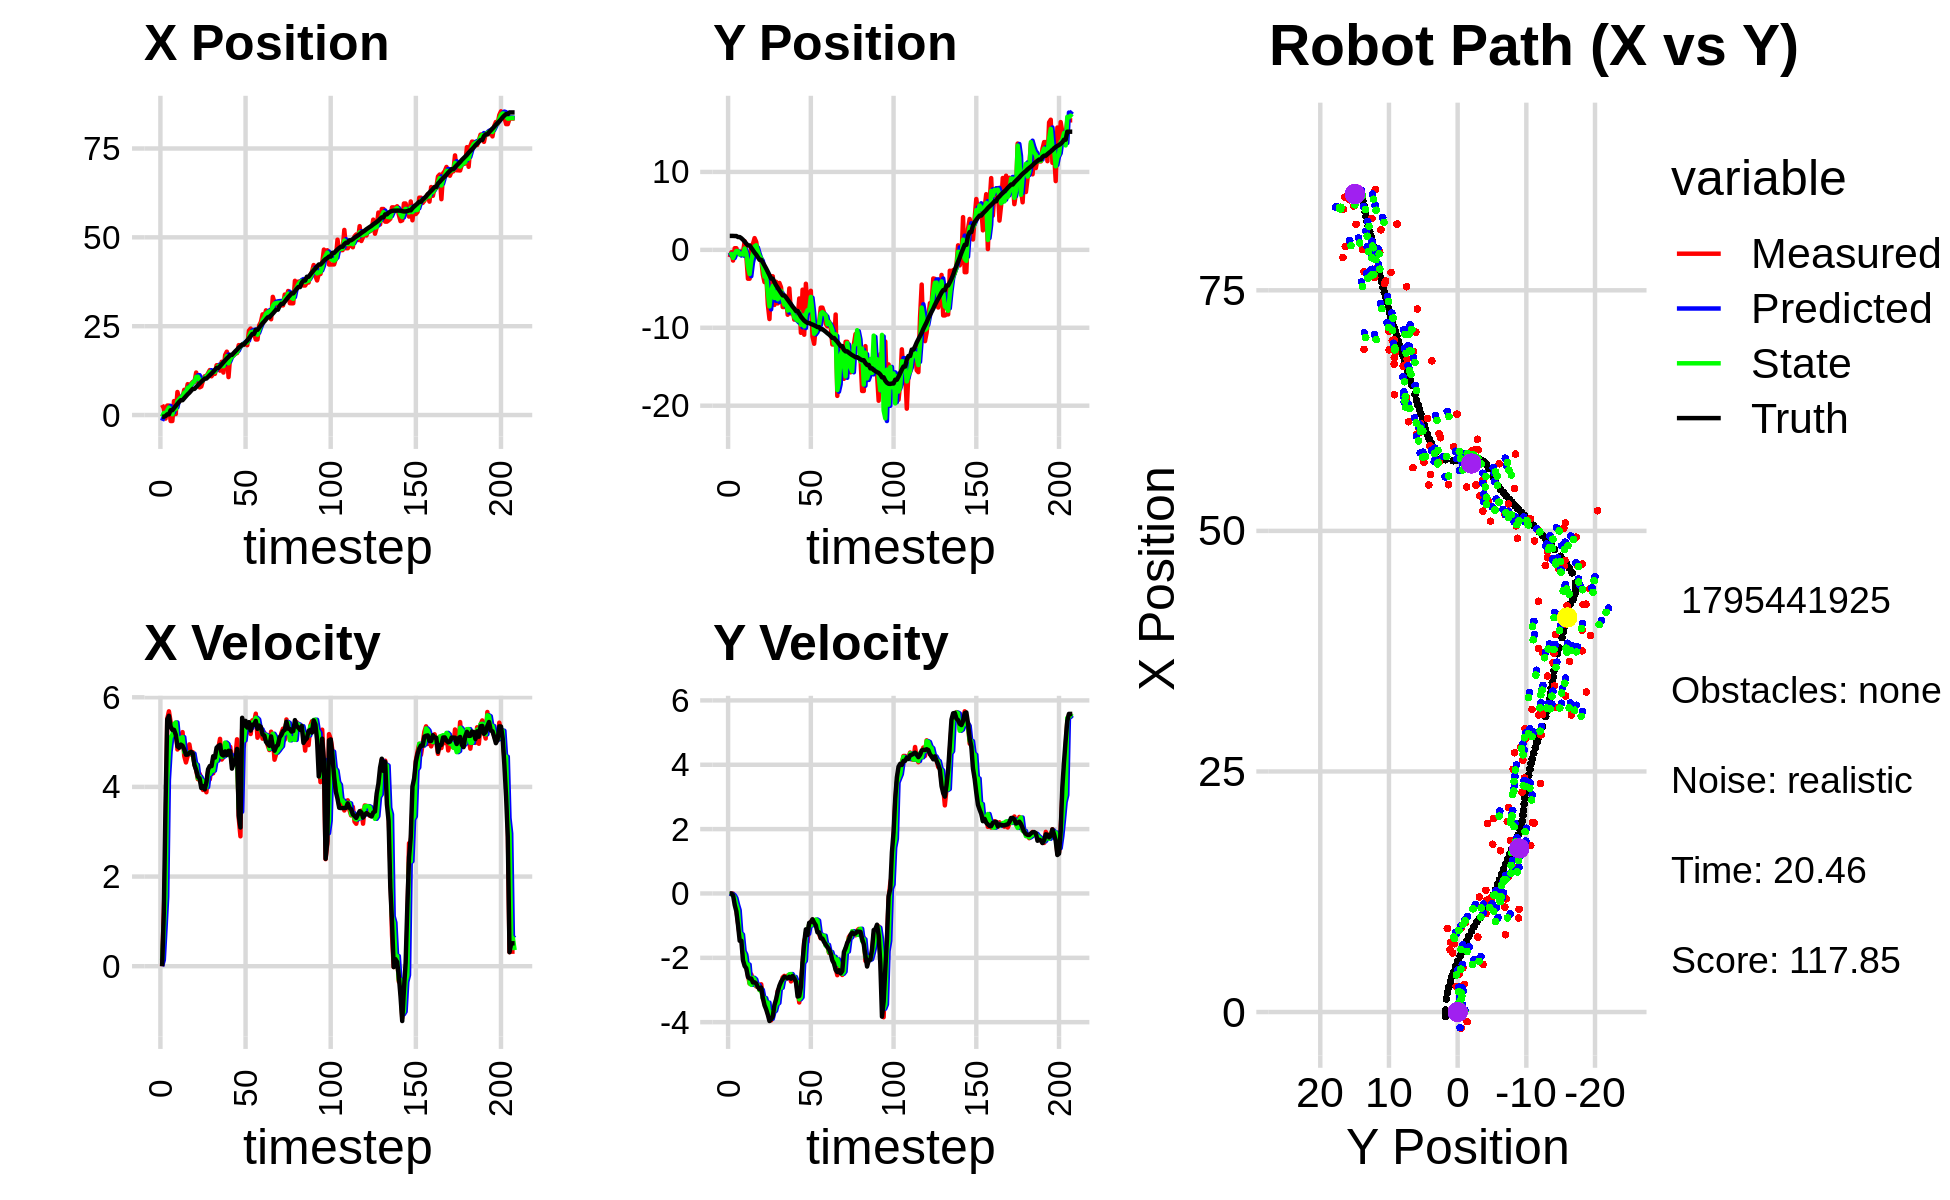 X Position
75
50
25
0
0
50
100
150
200
timestep
Y Position
10
0
-10
-20
0
50
100
150
200
timestep
X Velocity
6
4
2
0
0
50
100
150
200
timestep
Y Velocity
6
4
2
0
-2
-4
0
50
100
150
200
timestep
Robot Path (X vs Y)
X Position
75
50
25
0
20 10 0 -10 -20
Y Position
variable
Measured
Predicted
State
Truth
1795441925
Obstacles: none
Noise: realistic
Time: 20.46
Score: 117.85